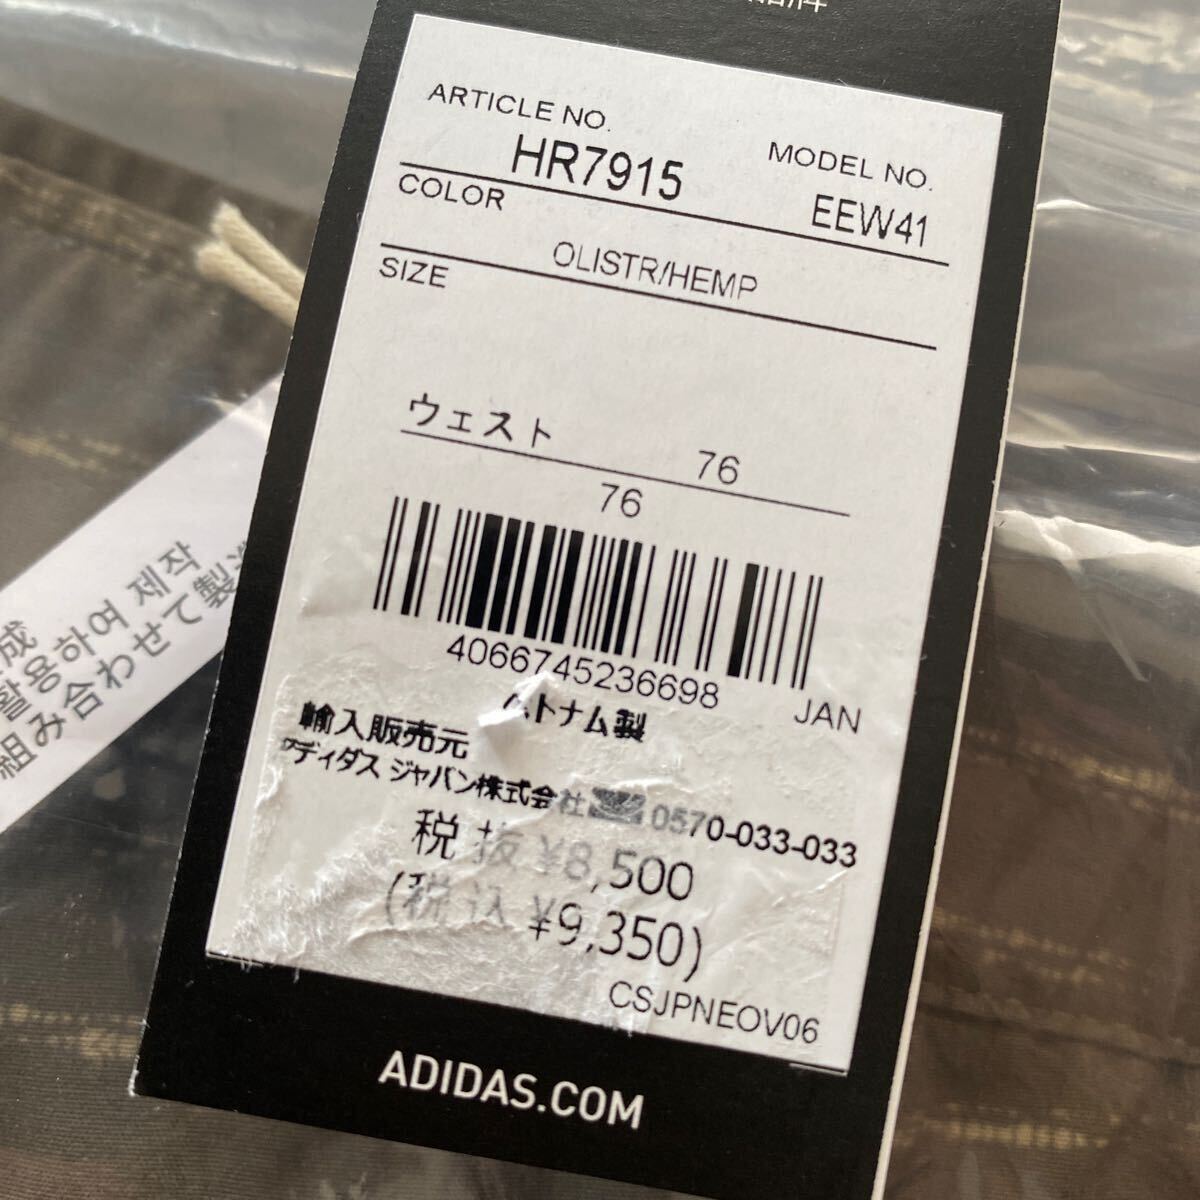 ARTICLE NO.
HR7915
MODEL NO.
EEW41
COLOR
OLISTR/HEMP
SIZE
ウェスト 76
76
4066745236698
JAN
トナム製
輸入販売元
ディダス ジャパン株式会社 0570-033-033
税 抜 ¥8,500
(税 込 ¥9,350)
CSJPNEOV06
ADIDAS.COM
成
활용하여 제작
組み合わせて製造